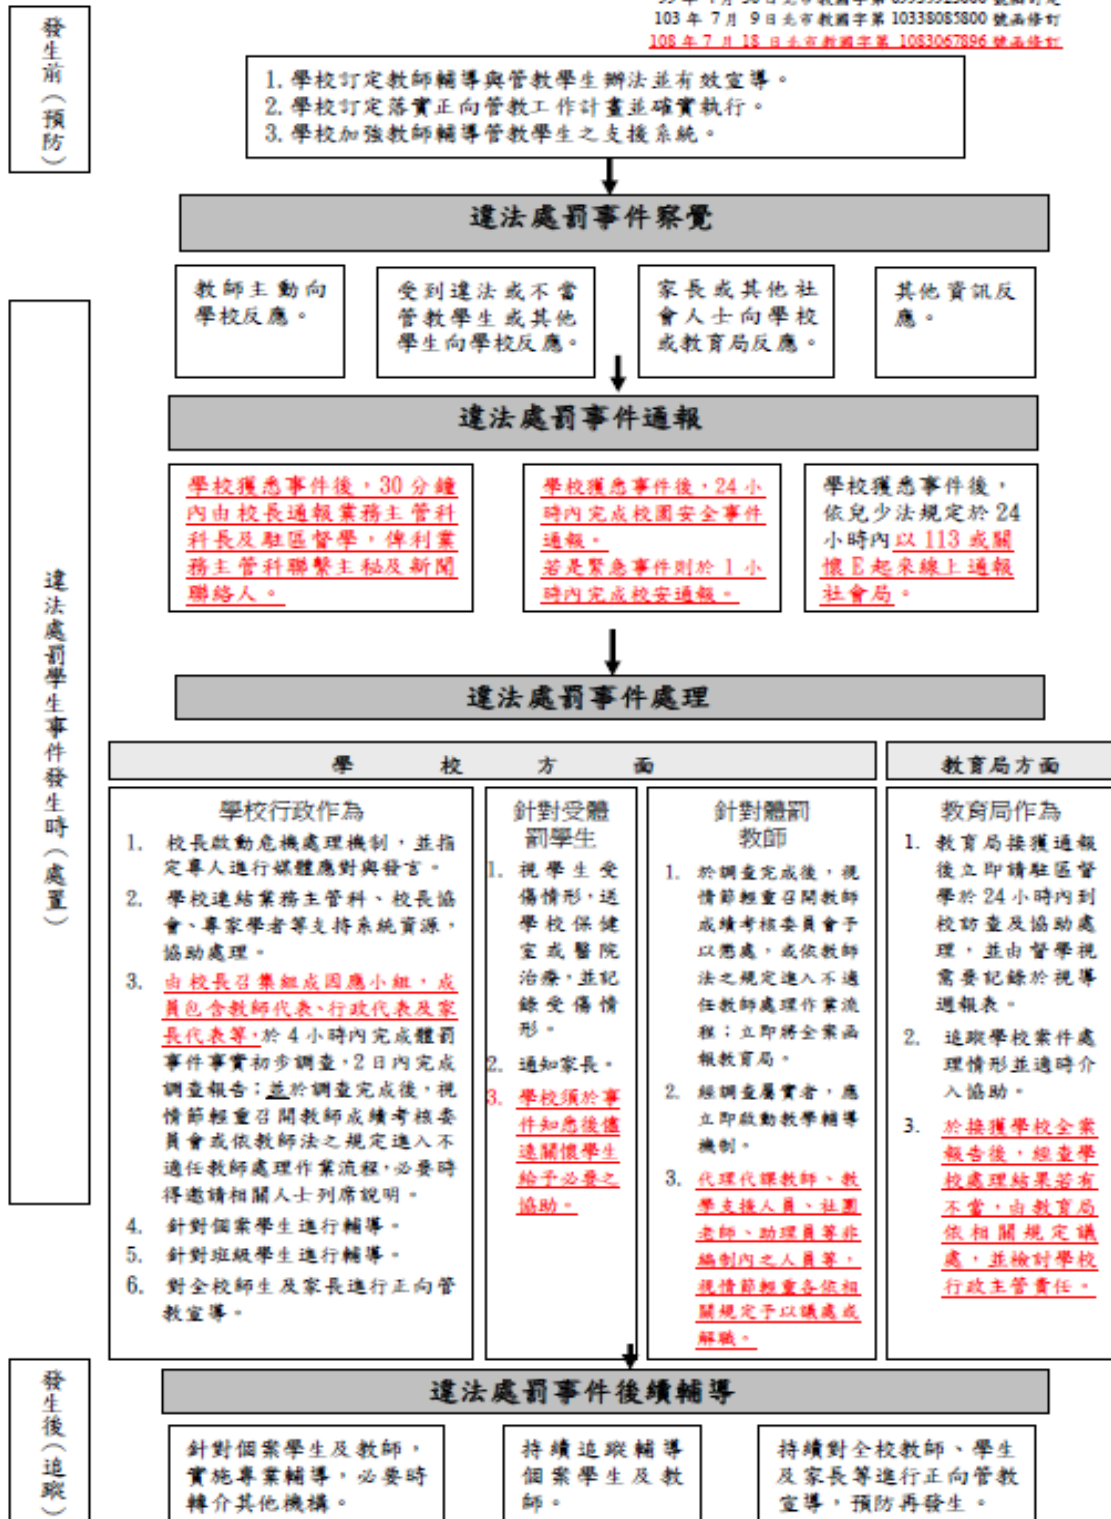 103 年 7 月 9 日北市教國字第 10338085800 號函修訂
108 年 7 月 18 日北市教國字第 1083067896 號函修訂
發生前（預防）
1. 學校訂定教師輔導與管教學生辦法並有效宣導。
2. 學校訂定落實正向管教工作計畫並確實執行。
3. 學校加強教師輔導管教學生之支援系統。
違法處罰學生事件發生時（處置）
違法處罰事件察覺
教師主動向
學校反應。
受到違法或不當
管教學生或其他
學生向學校反應。
家長或其他社
會人士向學校
或教育局反應。
其他資訊反
應。
違法處罰事件通報
學校獲悉事件後，30 分鐘
內由校長通報業務主管科
科長及駐區督學，俾利業
務主管科聯繫主秘及新聞
聯絡人。
學校獲悉事件後，24 小
時內完成校園安全事件
通報。
若是緊急事件則於 1 小
時內完成校安通報。
學校獲悉事件後，
依兒少法規定於 24
小時內以 113 或關
懷 E 起來線上通報
社會局。
違法處罰事件處理
學 校 方 面
學校行政作為
1. 校長啟動危機處理機制，並指
定專人進行媒體應對與發言。
2. 學校連結業務主管科、校長協
會、專家學者等支持系統資源，
協助處理。
3. 由校長召集組成因應小組，成
員包含教師代表、行政代表及家
長代表等，於 4 小時內完成體罰
事件事實初步調查，2 日內完成
調查報告；並於調查完成後，視
情節輕重召開教師成績考核委
員會或依教師法之規定進入不
適任教師處理作業流程，必要時
得邀請相關人士列席說明。
4. 針對個案學生進行輔導。
5. 針對班級學生進行輔導。
6. 對全校師生及家長進行正向管
教宣導。
針對受體
罰學生
1. 視學生受
傷情形，送
學校保健
室或醫院
治療，並記
錄受傷情
形。
2. 通知家長。
3. 學校須於事
件知悉後儘
速關懷學生
給予必要之
協助。
針對體罰
教師
1. 於調查完成後，視
情節輕重召開教師
成績考核委員會予
以懲處，或依教師
法之規定進入不適
任教師處理作業流
程；立即將全案函
報教育局。
2. 經調查屬實者，應
立即啟動教學輔導
機制。
3. 代理代課教師、教
學支援人員、社團
老師、助理員等非
編制內之人員等，
視情節輕重各依相
關規定予以議處或
解職。
教育局方面
教育局作為
1. 教育局接獲通報
後立即請駐區督
學於 24 小時內到
校訪查及協助處
理，並由督學視
需要記錄於視導
週報表。
2. 追蹤學校案件處
理情形並適時介
入協助。
3. 於接獲學校全案
報告後，經查學
校處理結果若有
不當，由教育局
依相關規定議
處，並檢討學校
行政主管責任。
發生後（追蹤）
違法處罰事件後續輔導
針對個案學生及教師，
實施專業輔導，必要時
轉介其他機構。
持續追蹤輔導
個案學生及教
師。
持續對全校教師、學生
及家長等進行正向管教
宣導，預防再發生。